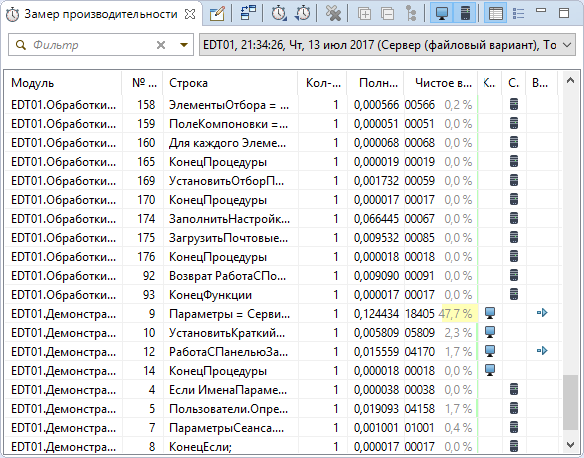 Замер производительности
Фильтр
EDT01, 21:34:26, Чт, 13 июл 2017 (Сервер (файловый вариант), То
Модуль № ... Строка Кол-... Полн... Чистое в... К.. С. В...
EDT01.Обработки... 158 ЭлементыОтбора = ... 1 0,000566 00566 0,2 %
EDT01.Обработки... 159 ПолеКомпоновки =... 1 0,000051 00051 0,0 %
EDT01.Обработки... 160 Для каждого Элеме... 1 0,000068 00068 0,0 %
EDT01.Обработки... 165 КонецПроцедуры 1 0,000019 00019 0,0 %
EDT01.Обработки... 169 УстановитьОтборП... 1 0,001732 00059 0,0 %
EDT01.Обработки... 170 КонецПроцедуры 1 0,000017 00017 0,0 %
EDT01.Обработки... 174 ЗаполнитьНастройк... 1 0,066445 00067 0,0 %
EDT01.Обработки... 175 ЗагрузитьПочтовые... 1 0,009532 00085 0,0 %
EDT01.Обработки... 176 КонецПроцедуры 1 0,000018 00018 0,0 %
EDT01.Обработки... 92 Возврат РаботаСПо... 1 0,009090 00091 0,0 %
EDT01.Обработки... 93 КонецФункции 1 0,000017 00017 0,0 %
EDT01.Демонстра... 9 Параметры = Серви... 1 0,124434 18405 47,7 %
EDT01.Демонстра... 10 УстановитьКраткий... 1 0,005809 05809 2,3 %
EDT01.Демонстра... 12 РаботаСПанельюЗа... 1 0,015559 04170 1,7 %
EDT01.Демонстра... 14 КонецПроцедуры 1 0,000018 00018 0,0 %
EDT01.Демонстра... 4 Если ИменаПараме... 1 0,000038 00038 0,0 %
EDT01.Демонстра... 5 Пользователи.Опре... 1 0,019093 04158 1,7 %
EDT01.Демонстра... 7 ПараметрыСеанса.... 1 0,001001 01001 0,4 %
EDT01.Демонстра... 8 КонецЕсли; 1 0,000017 00017 0,0 %